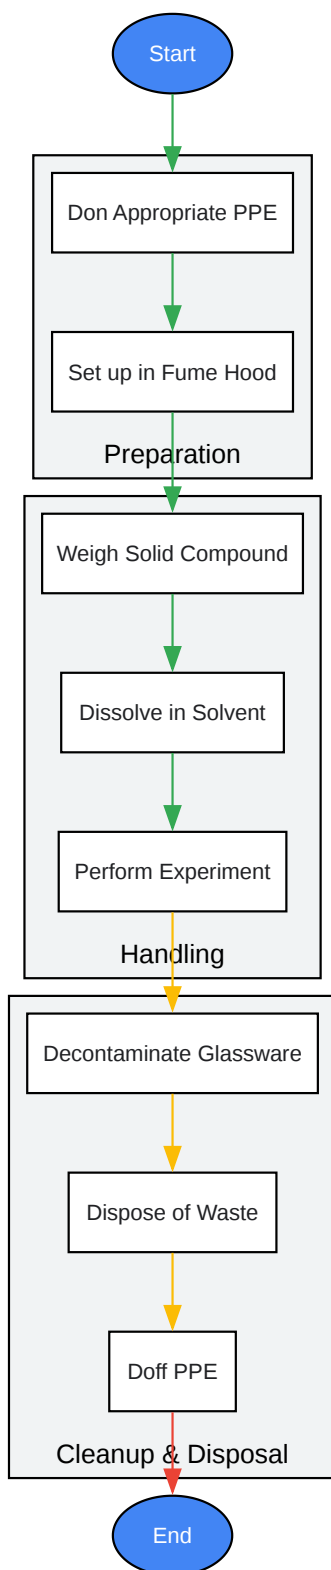 Start
Don Appropriate PPE
Set up in Fume Hood
Preparation
Weigh Solid Compound
Dissolve in Solvent
Perform Experiment
Handling
Decontaminate Glassware
Dispose of Waste
Doff PPE
Cleanup & Disposal
End